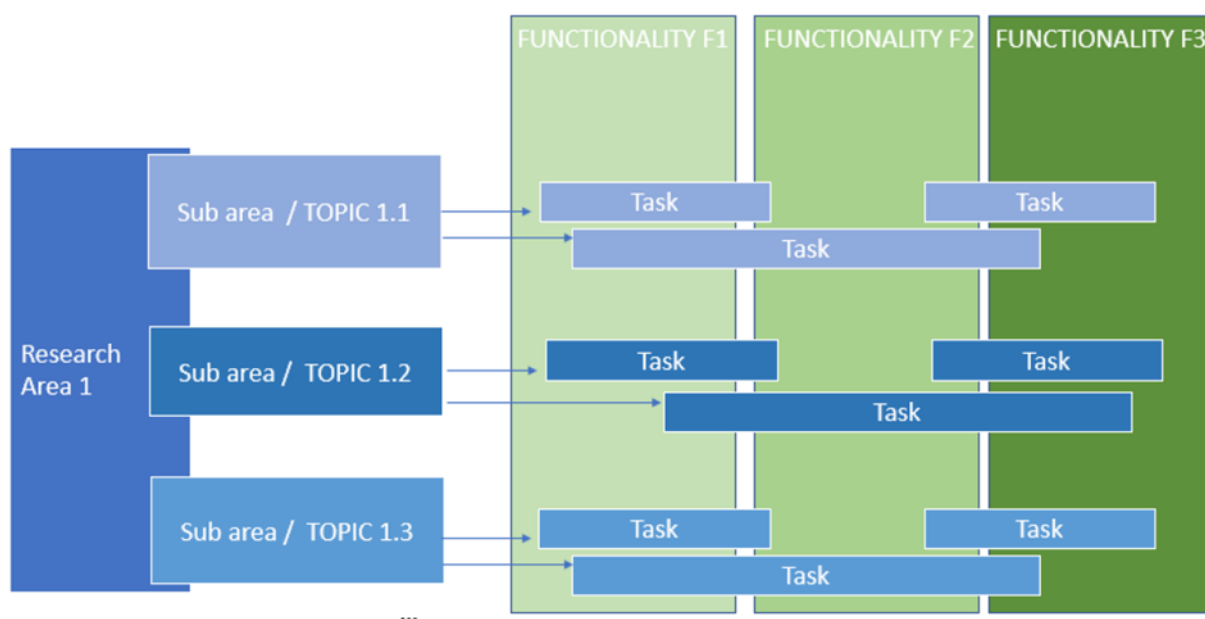 FUNCTIONALITY F1
FUNCTIONALITY F2
FUNCTIONALITY F3
Research
Area 1
Sub area / TOPIC 1.1
Task
Task
Task
Sub area / TOPIC 1.2
Task
Task
Task
Sub area / TOPIC 1.3
Task
Task
Task
...